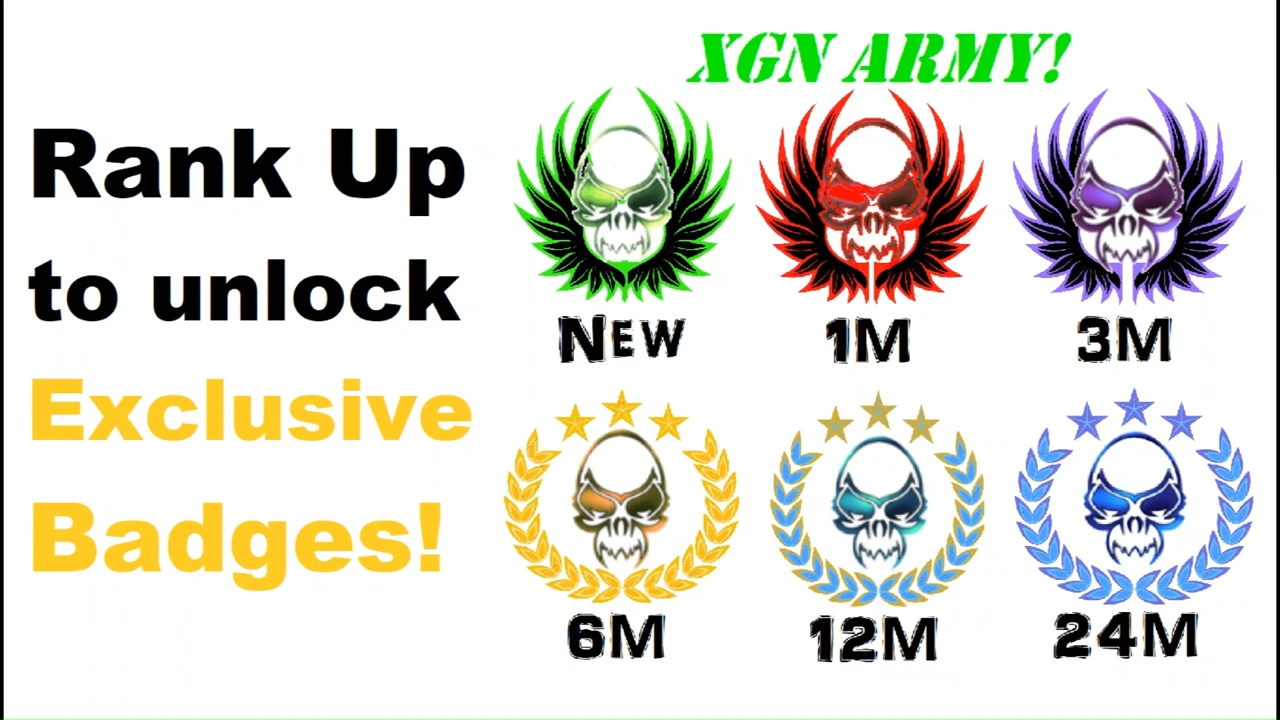 Rank Up
to unlock
Exclusive
Badges!
XGN ARMY!
New 1M 3M
6M 12M 24M